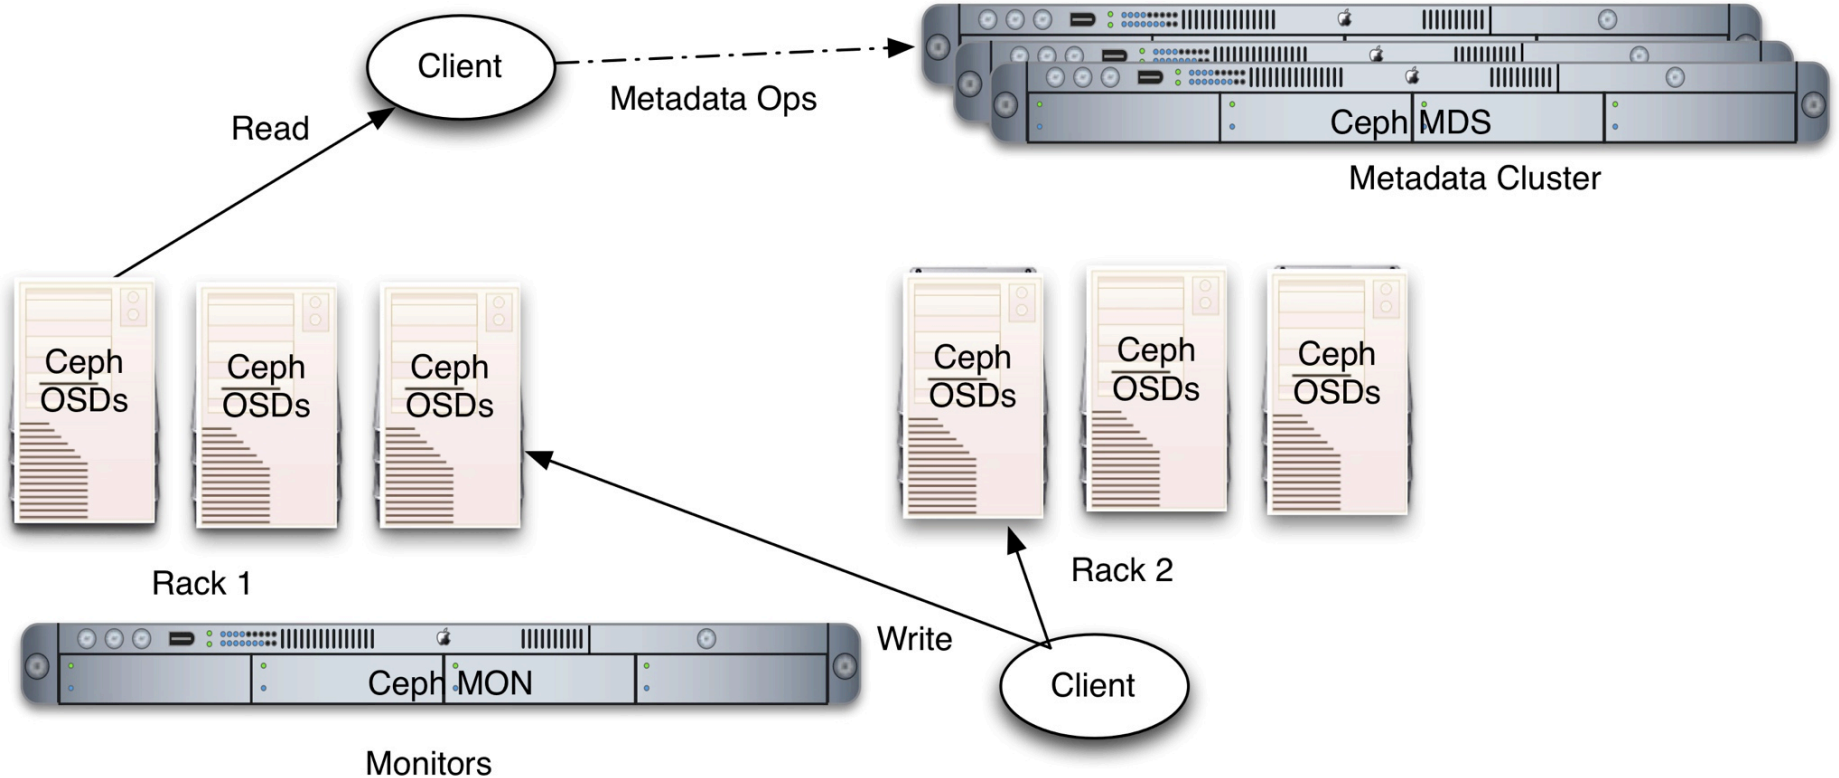 Client
Metadata Ops
Read
Ceph MDS
Metadata Cluster
Ceph
OSDs
Ceph
OSDs
Ceph
OSDs
Rack 1
Ceph
OSDs
Ceph
OSDs
Ceph
OSDs
Rack 2
Ceph MON
Monitors
Write
Client